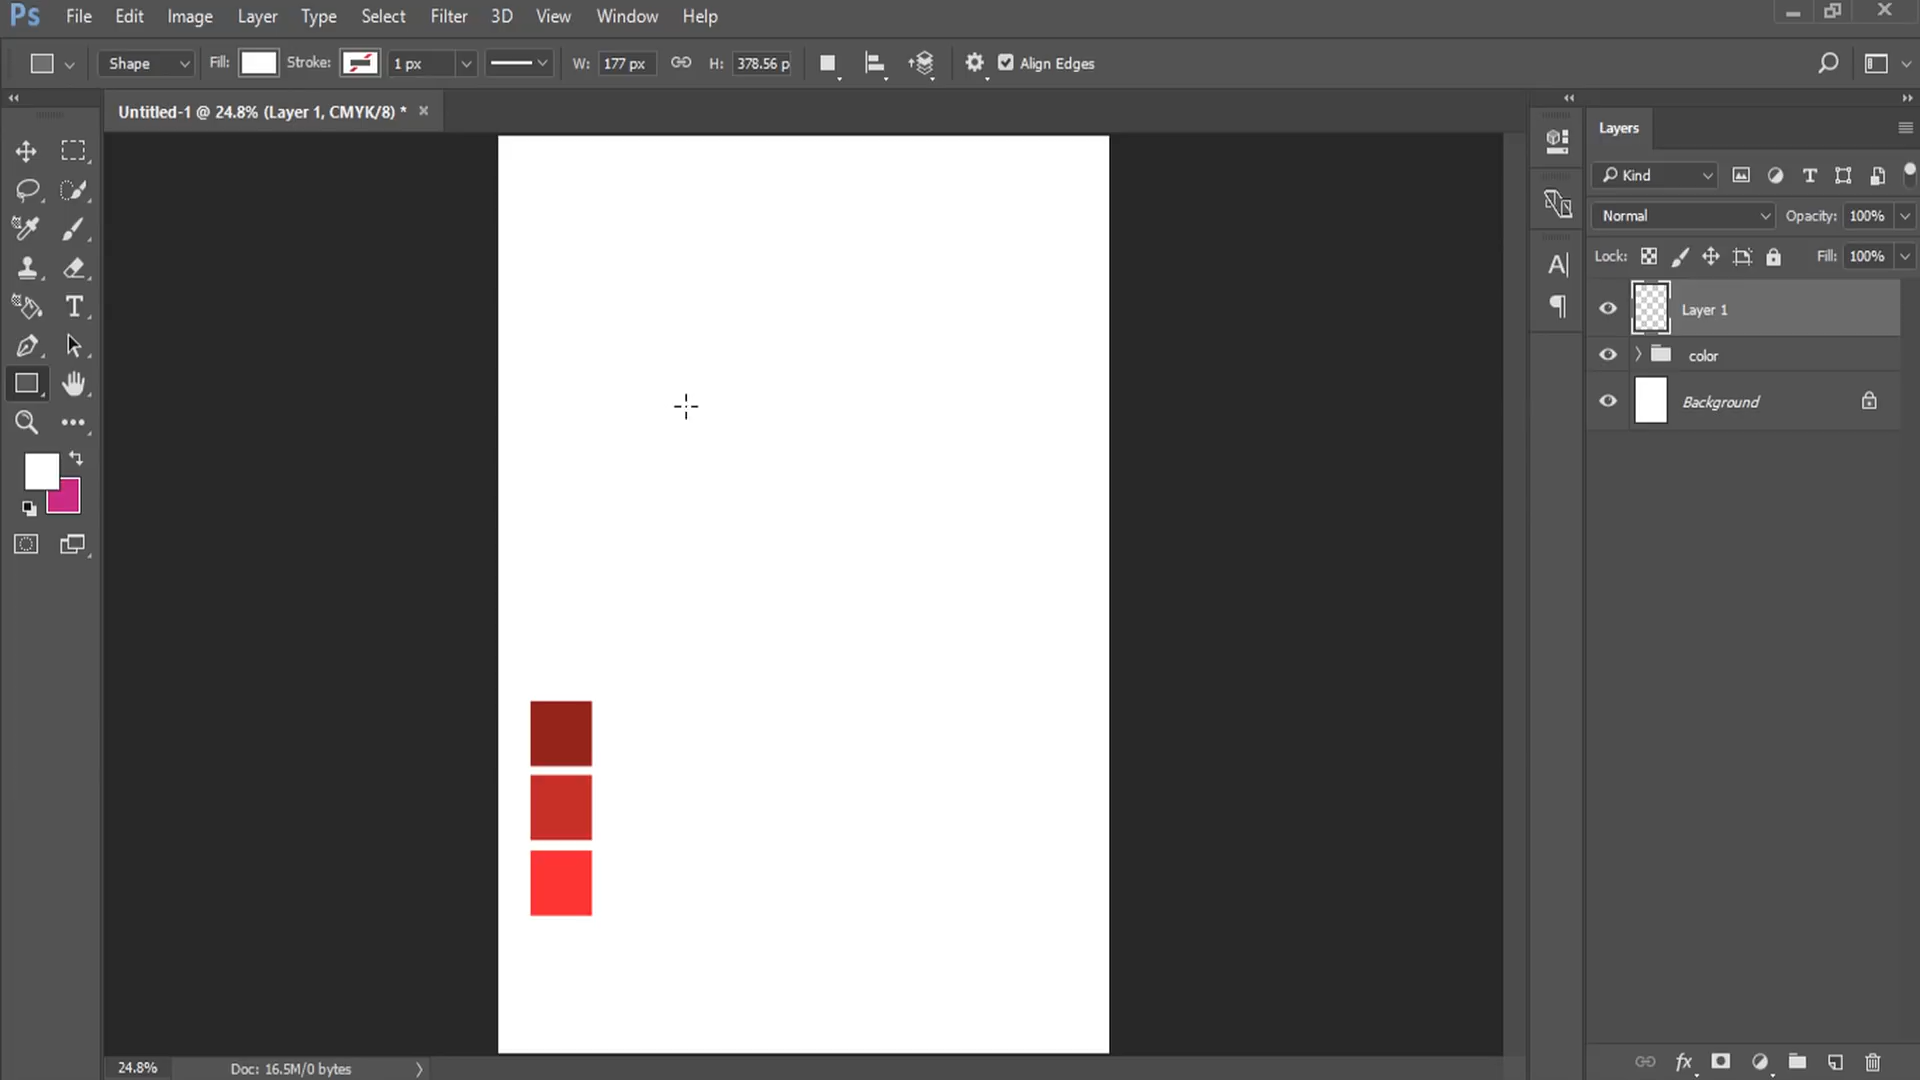 Ps File Edit Image Layer Type Select Filter 3D View Window Help
Shape Fill: Stroke: 1 px W: 177 px H: 378.56 p Align Edges
Untitled-1 @ 24.8% (Layer 1, CMYK/8) * ×
Layers
Kind
Normal Opacity: 100%
Lock: Fill: 100%
Layer 1
color
Background
24.8% Doc: 16.5M/0 bytes